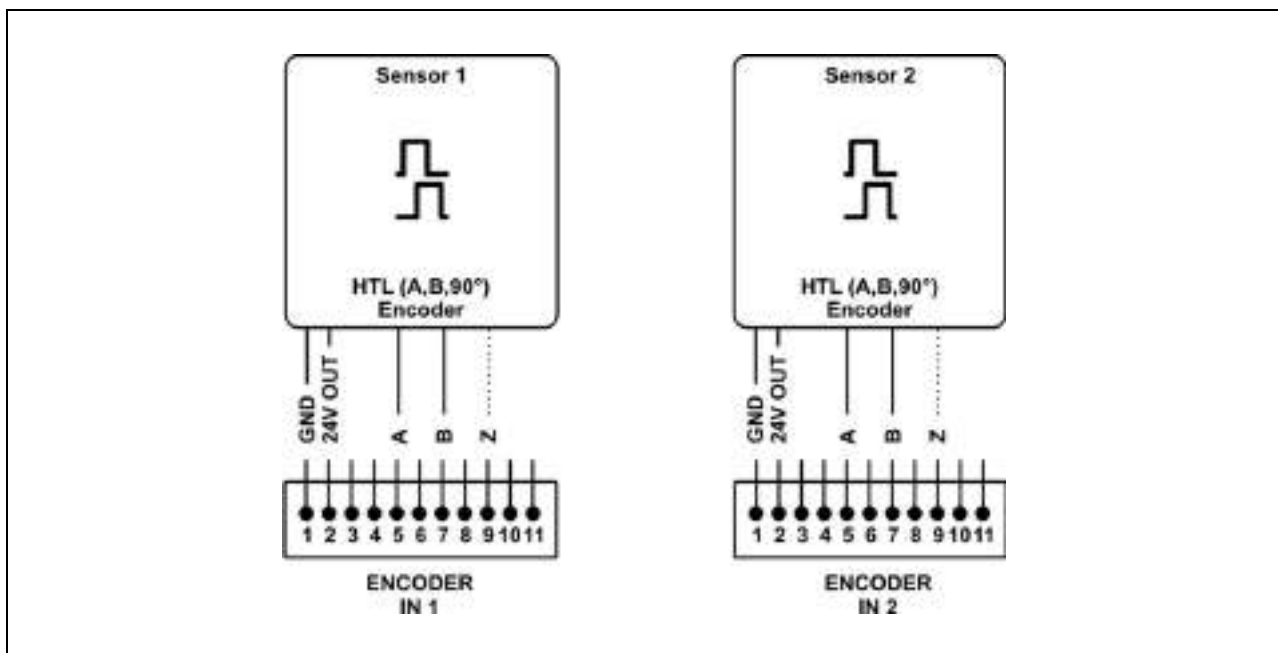 Sensor 1
HTL (A,B,90°)
Encoder
GND
24V OUT
A
B
Z
1 2 3 4 5 6 7 8 9 10 11
ENCODER
IN 1
Sensor 2
HTL (A,B,90°)
Encoder
GND
24V OUT
A
B
Z
1 2 3 4 5 6 7 8 9 10 11
ENCODER
IN 2